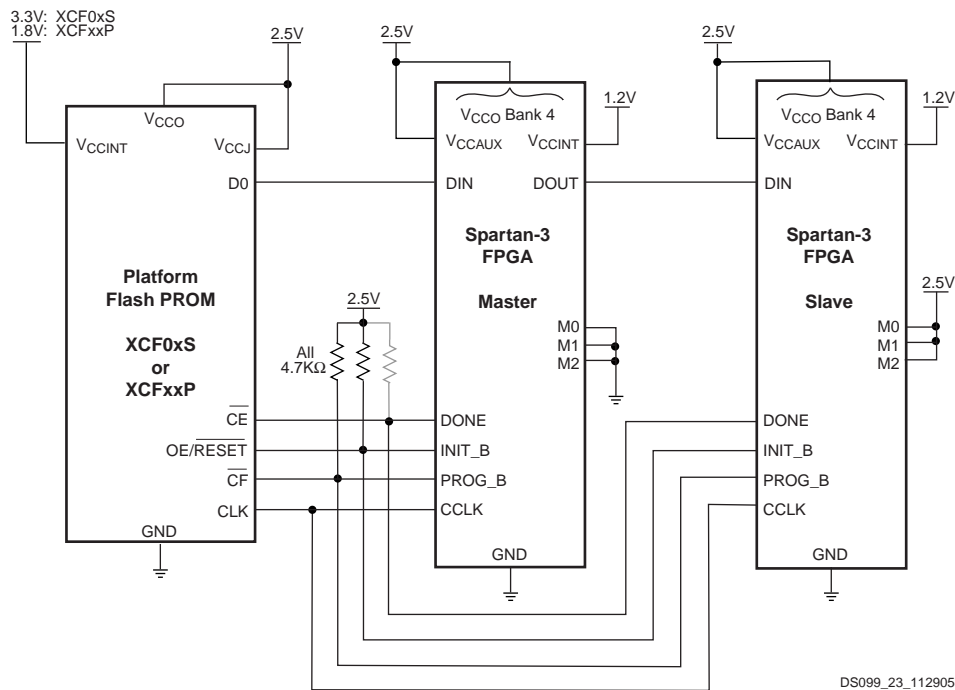 3.3V: XCF0xS
1.8V: XCFxxP
2.5V
2.5V
2.5V
VCCO
VCCINT
VCCJ
D0
Platform
Flash PROM
XCF0xS
or
XCFxxP
CE
OE/RESET
CF
CLK
GND
2.5V
All
4.7KΩ
VCCO Bank 4
1.2V
VCCAUX
VCCINT
DIN
DOUT
Spartan-3
FPGA
Master
M0
M1
M2
DONE
INIT_B
PROG_B
CCLK
GND
VCCO Bank 4
1.2V
VCCAUX
VCCINT
DIN
Spartan-3
FPGA
Slave
2.5V
M0
M1
M2
DONE
INIT_B
PROG_B
CCLK
GND
DS099_23_112905